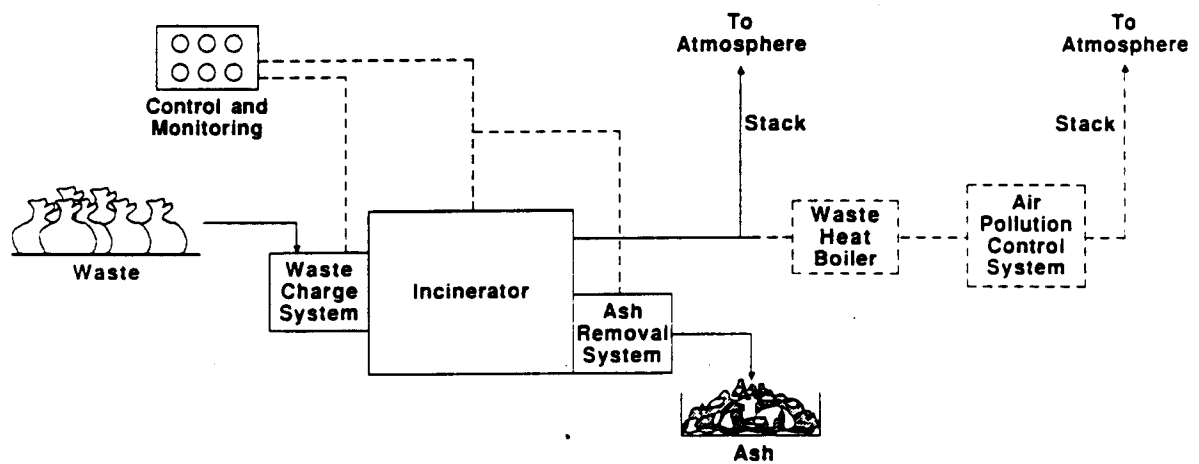 To
Atmosphere
To
Atmosphere
Control and
Monitoring
Stack
Stack
Waste
Waste
Charge
System
Incinerator
Waste
Heat
Boiler
Air
Pollution
Control
System
Ash
Removal
System
Ash